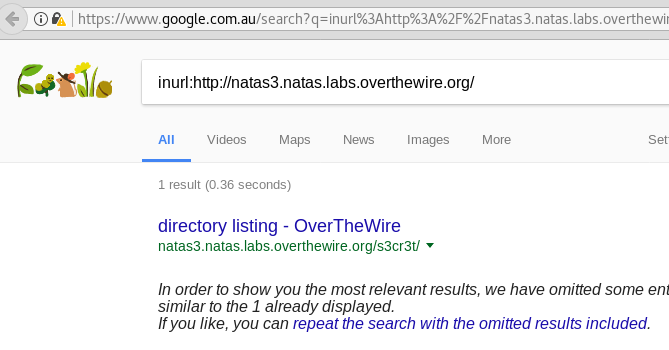 https://www.google.com.au/search?q=inurl%3Ahttp%3A%2F%2Fnatas3.natas.labs.overthewire
inurl:http://natas3.natas.labs.overthewire.org/
All Videos Maps News Images More
1 result (0.36 seconds)
directory listing - OverTheWire
natas3.natas.labs.overthewire.org/s3cr3t/
In order to show you the most relevant results, we have omitted some
similar to the 1 already displayed.
If you like, you can repeat the search with the omitted results included.